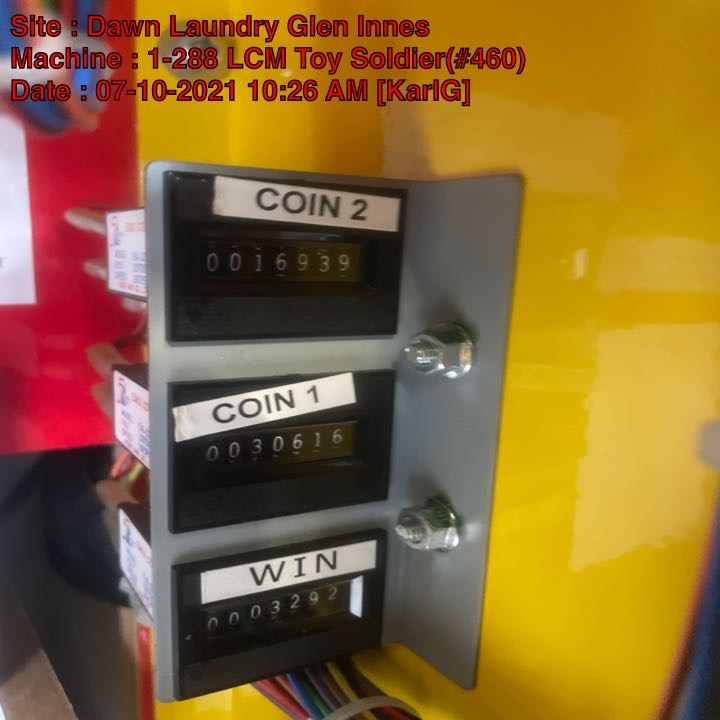 Site : Dawn Laundry Glen Innes
Machine : 1-288 LCM Toy Soldier(#460)
Date : 07-10-2021 10:26 AM [KarlG]
COIN 2
0016939
COIN 1
0030616
WIN
0003292